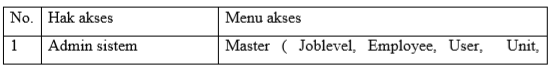 No. Hak akses Menu akses
1 Admin sistem Master ( Joblevel, Employee, User, Unit,